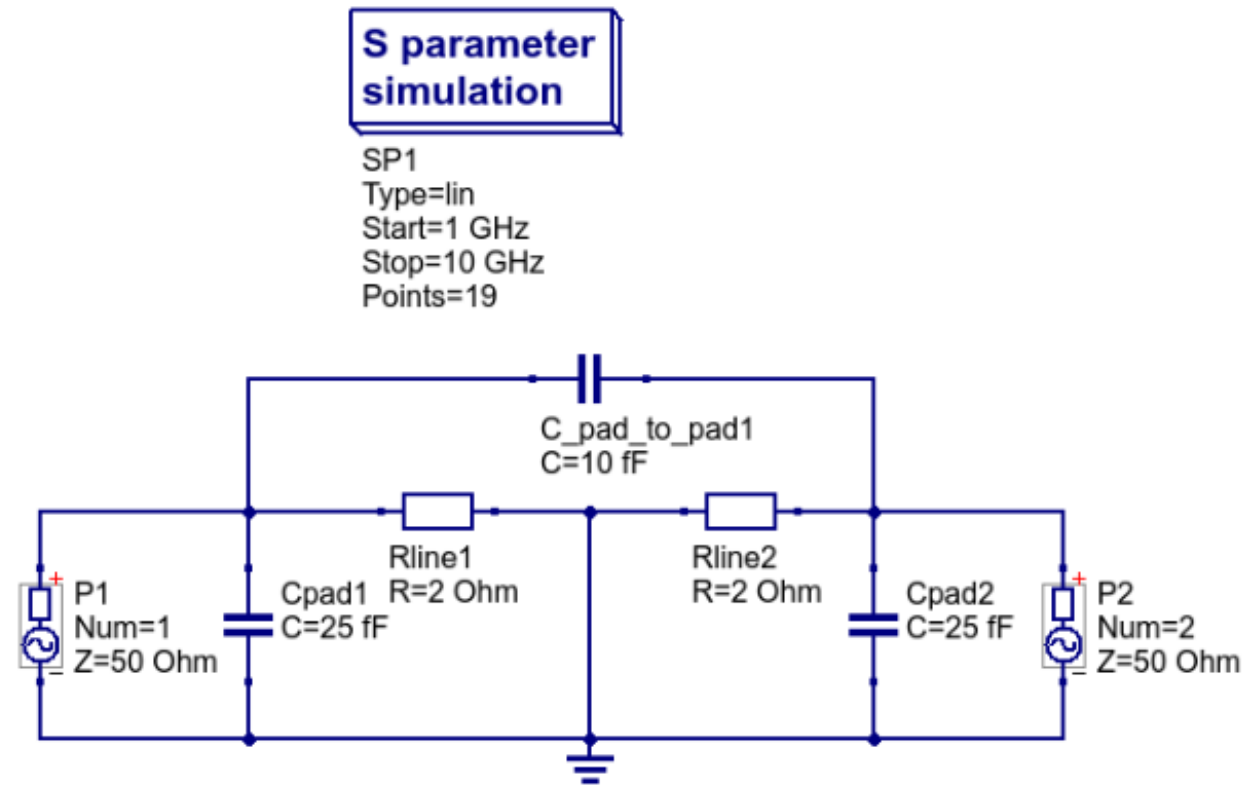 S parameter
simulation
SP1
Type=lin
Start=1 GHz
Stop=10 GHz
Points=19
C_pad_to_pad1
C=10 fF
Rline1
R=2 Ohm
Rline2
R=2 Ohm
+
P1
Num=1
Z=50 Ohm
−
Cpad1
C=25 fF
Cpad2
C=25 fF
+
P2
Num=2
Z=50 Ohm
−